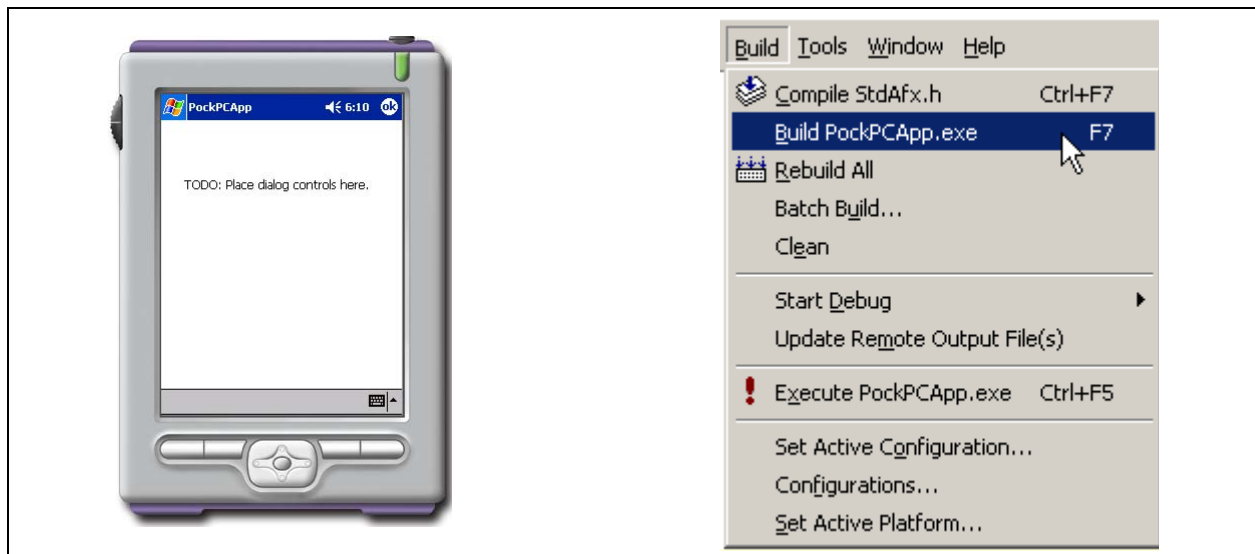 PockPCApp 6:10 ok
TODO: Place dialog controls here.
Build Tools Window Help
Compile StdAfx.h Ctrl+F7
Build PockPCApp.exe F7
Rebuild All
Batch Build...
Clean
Start Debug
Update Remote Output File(s)
Execute PockPCApp.exe Ctrl+F5
Set Active Configuration...
Configurations...
Set Active Platform...